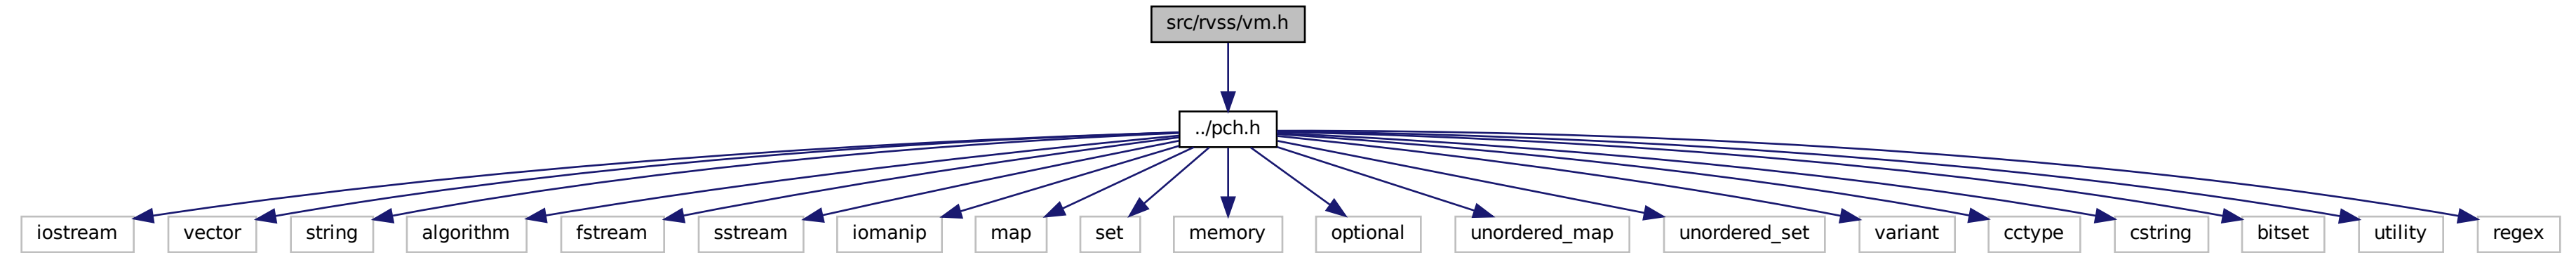 src/rvss/vm.h
../pch.h
iostream
vector
string
algorithm
fstream
sstream
iomanip
map
set
memory
optional
unordered_map
unordered_set
variant
cctype
cstring
bitset
utility
regex